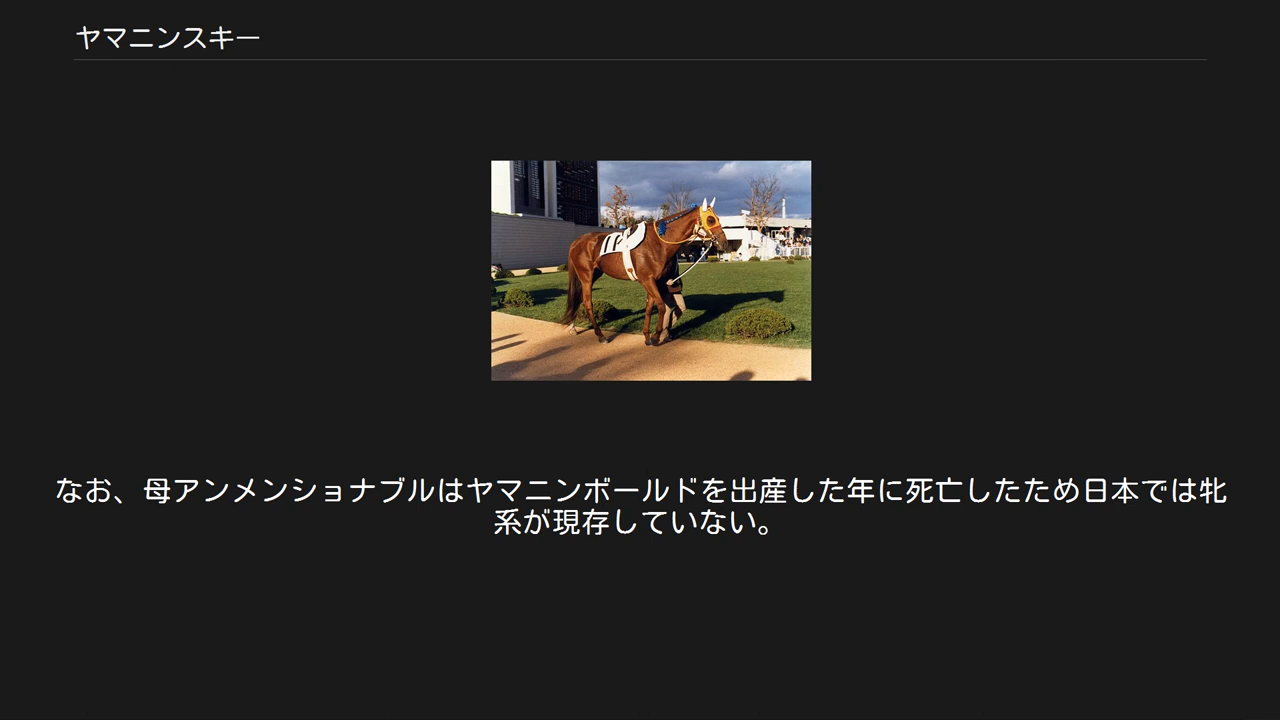 ヤマニンスキー
なお、母アンメンショナブルはヤマニンボールドを出産した年に死亡したため日本では牝
系が現存していない。